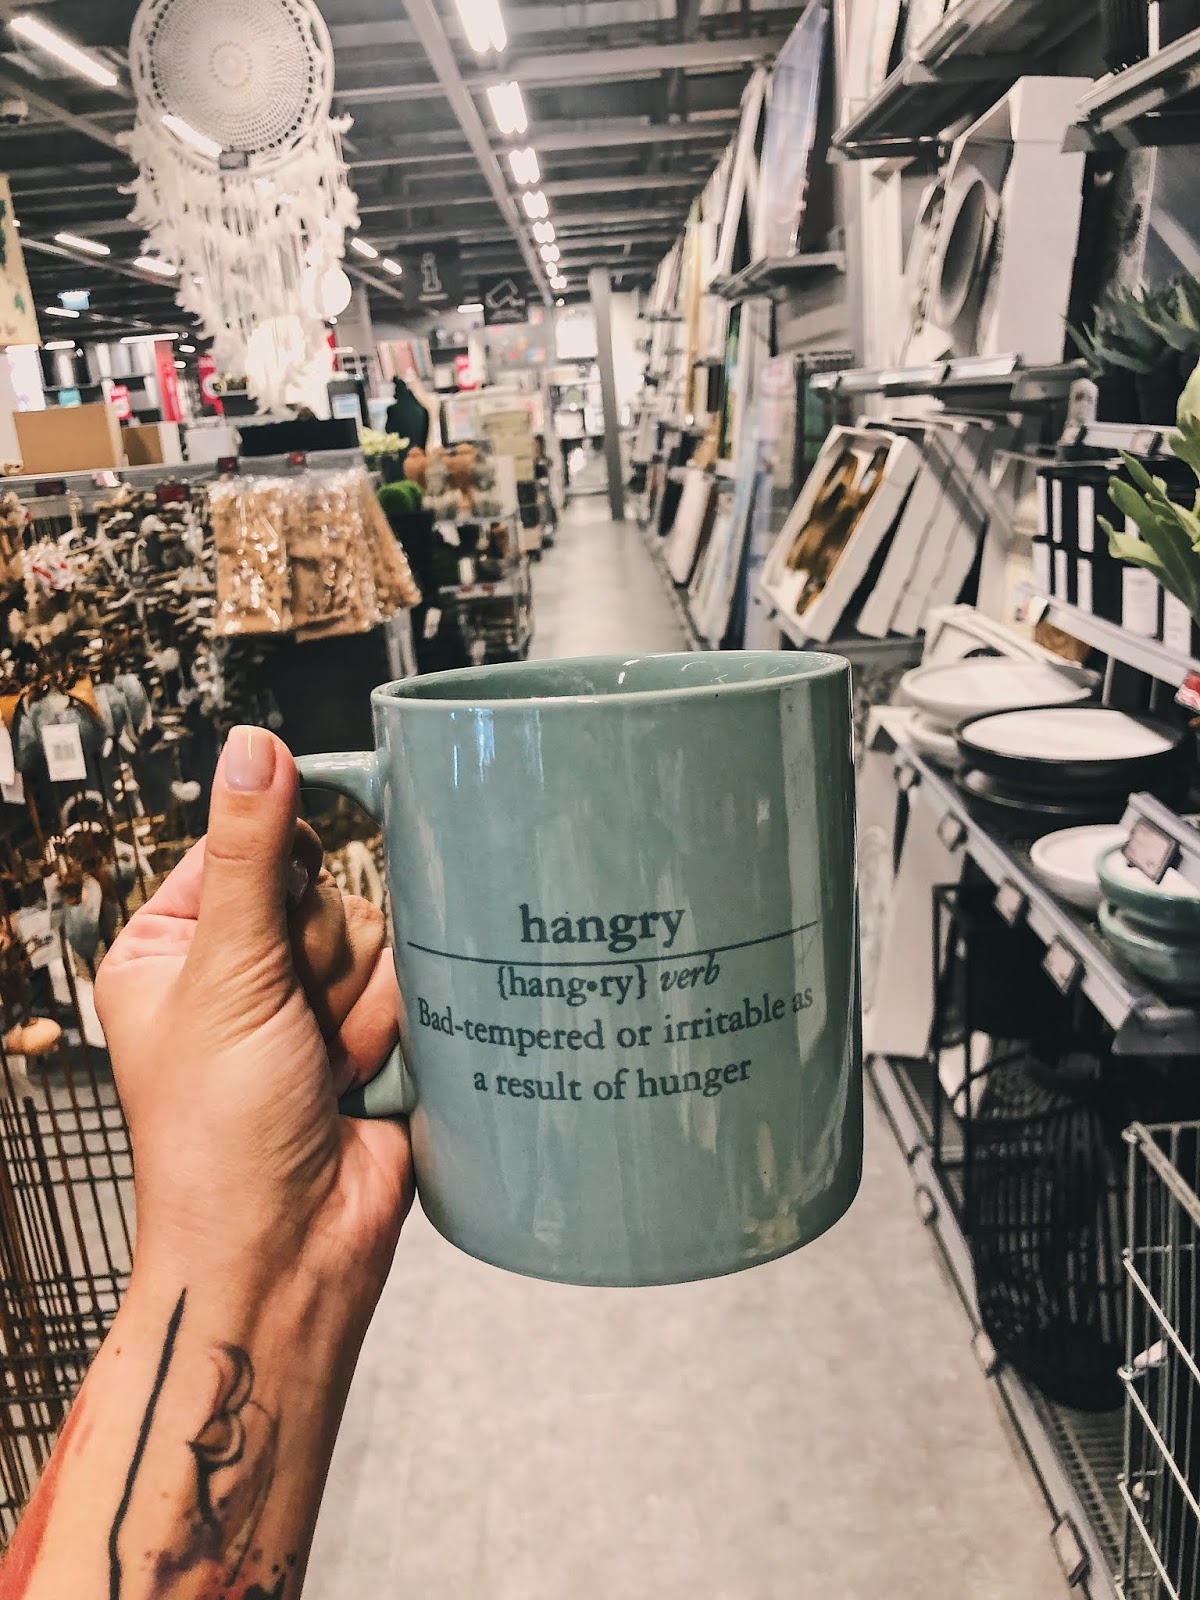 hangry
{hang•ry} verb
Bad-tempered or irritable as
a result of hunger